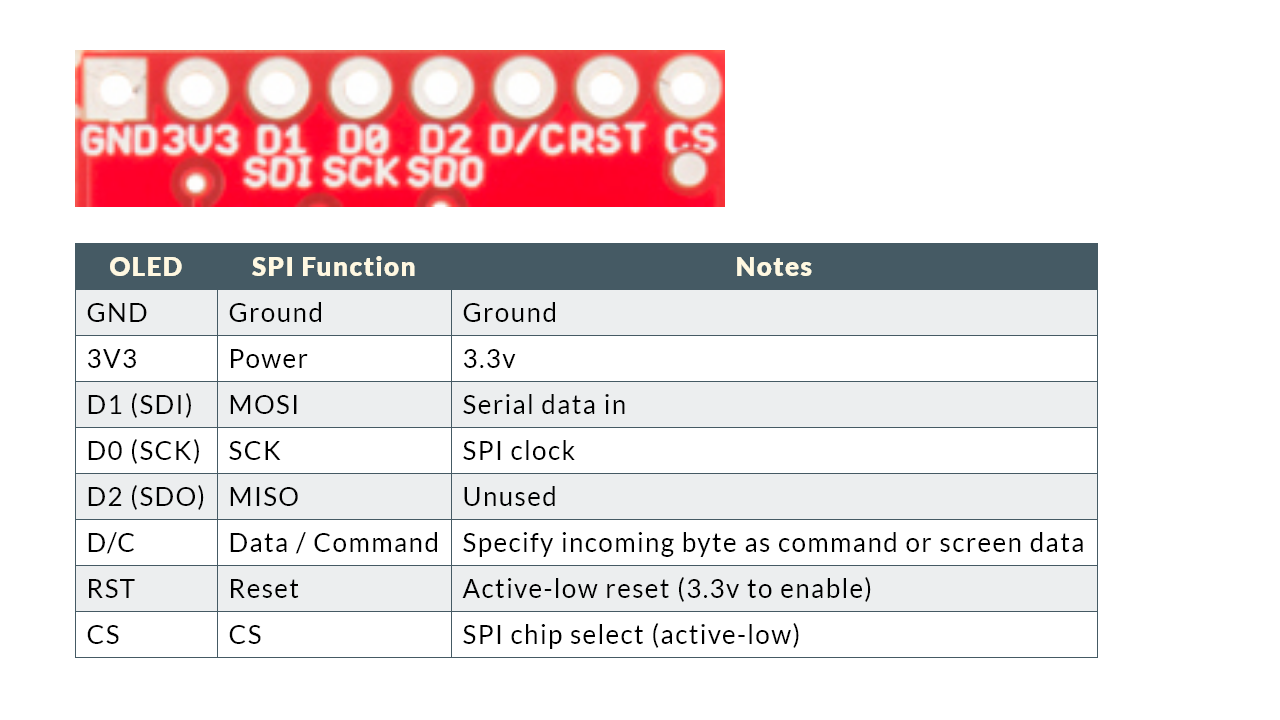 GND 3V3 D1 D0 D2 D/C RST CS
SDI SCK SDO
OLED SPI Function Notes
GND Ground Ground
3V3 Power 3.3v
D1 (SDI) MOSI Serial data in
D0 (SCK) SCK SPI clock
D2 (SDO) MISO Unused
D/C Data / Command Specify incoming byte as command or screen data
RST Reset Active-low reset (3.3v to enable)
CS CS SPI chip select (active-low)